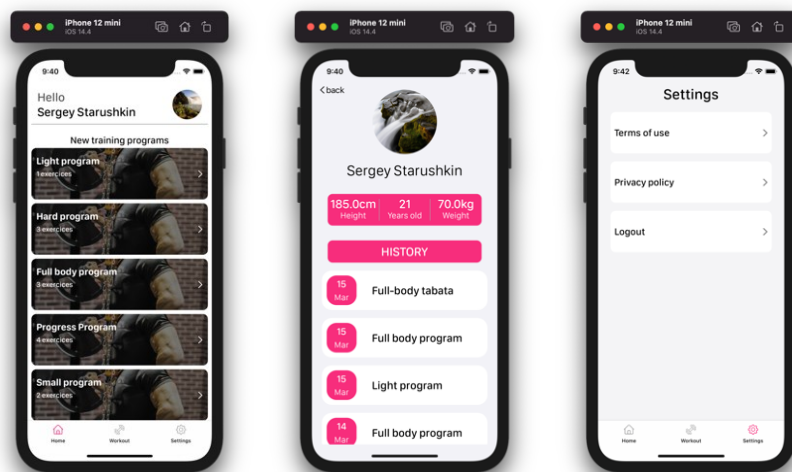 iPhone 12 mini
iOS 14.4
9:40
Hello
Sergey Starushkin
New training programs
Light program
1 exercices
Hard program
3 exercices
Full body program
3 exercices
Progress Program
4 exercices
Small program
2 exercices
Home
Workout
Settings
iPhone 12 mini
iOS 14.4
9:40
back
Sergey Starushkin
185.0cm 21 70.0kg
Height Years old Weight
HISTORY
15
Mar
Full-body tabata
15
Mar
Full body program
15
Mar
Light program
14
Mar
Full body program
iPhone 12 mini
iOS 14.4
9:42
Settings
Terms of use
Privacy policy
Logout
Home
Workout
Settings